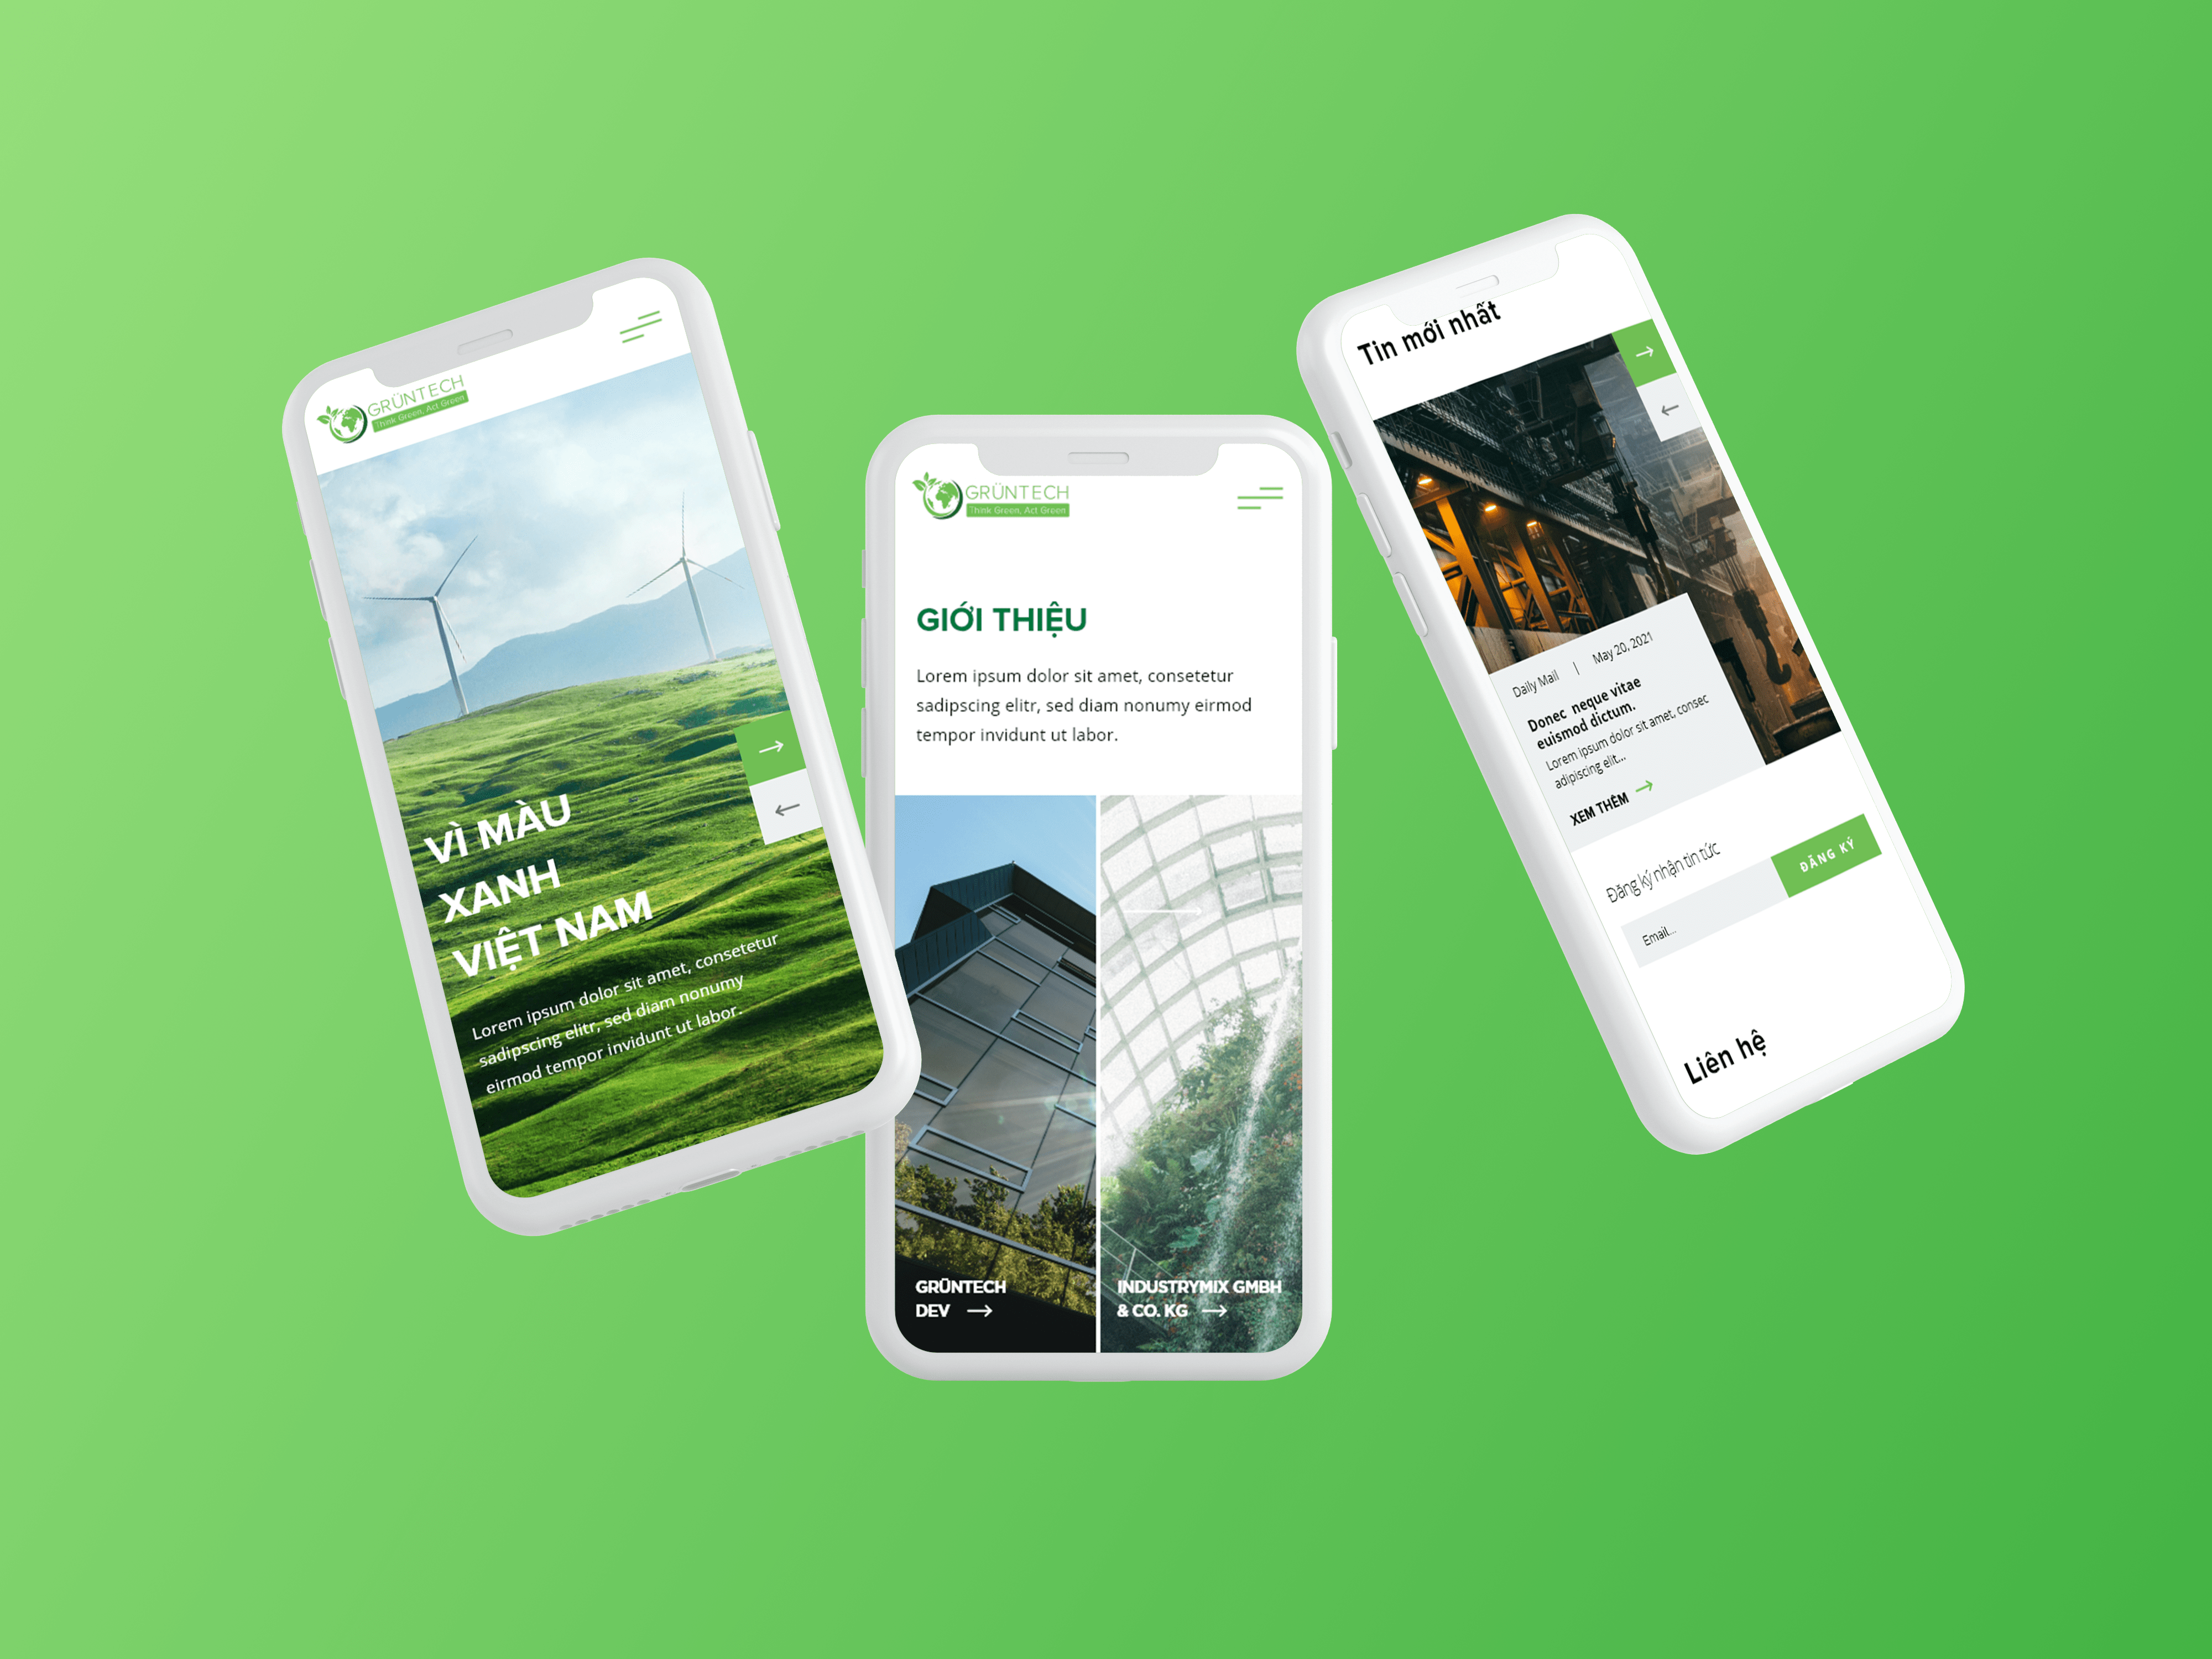 GRÜNTECH
Think Green, Act Green
VÌ MÀU
XANH
VIỆT NAM
Lorem ipsum dolor sit amet, consetetur
sadipscing elitr, sed diam nonumy
eirmod tempor invidunt ut labor.
GRÜNTECH
Think Green, Act Green
GIỚI THIỆU
Lorem ipsum dolor sit amet, consetetur
sadipscing elitr, sed diam nonumy eirmod
tempor invidunt ut labor.
GRÜNTECH
DEV →
INDUSTRYMIX GMBH
& CO. KG →
Tin mới nhất
Daily Mail | May 20, 2021
Donec neque vitae
euismod dictum.
Lorem ipsum dolor sit amet, consec
adipiscing elit...
XEM THÊM →
Đăng ký nhận tin tức
Email...
ĐĂNG KÝ
Liên hệ